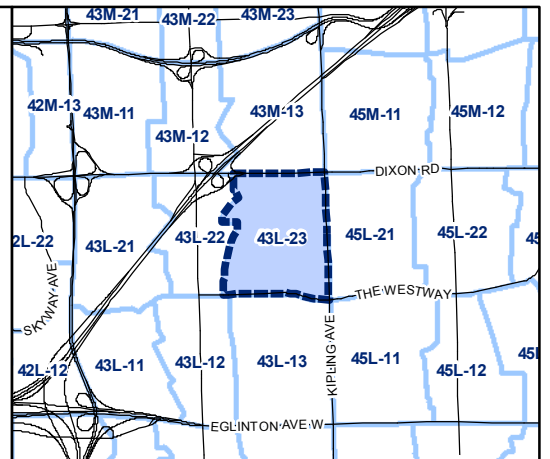 43M-21
43M-22
43M-23
42M-13
43M-11
43M-12
43M-13
45M-11
45M-12
DIXON RD
2L-22
43L-21
43L-22
43L-23
45L-21
45L-22
45
SKYWAY AVE
THE WESTWAY
KIPLING AVE
42L-12
43L-11
43L-12
43L-13
45L-11
45L-12
45L
EGLINTON AVE W